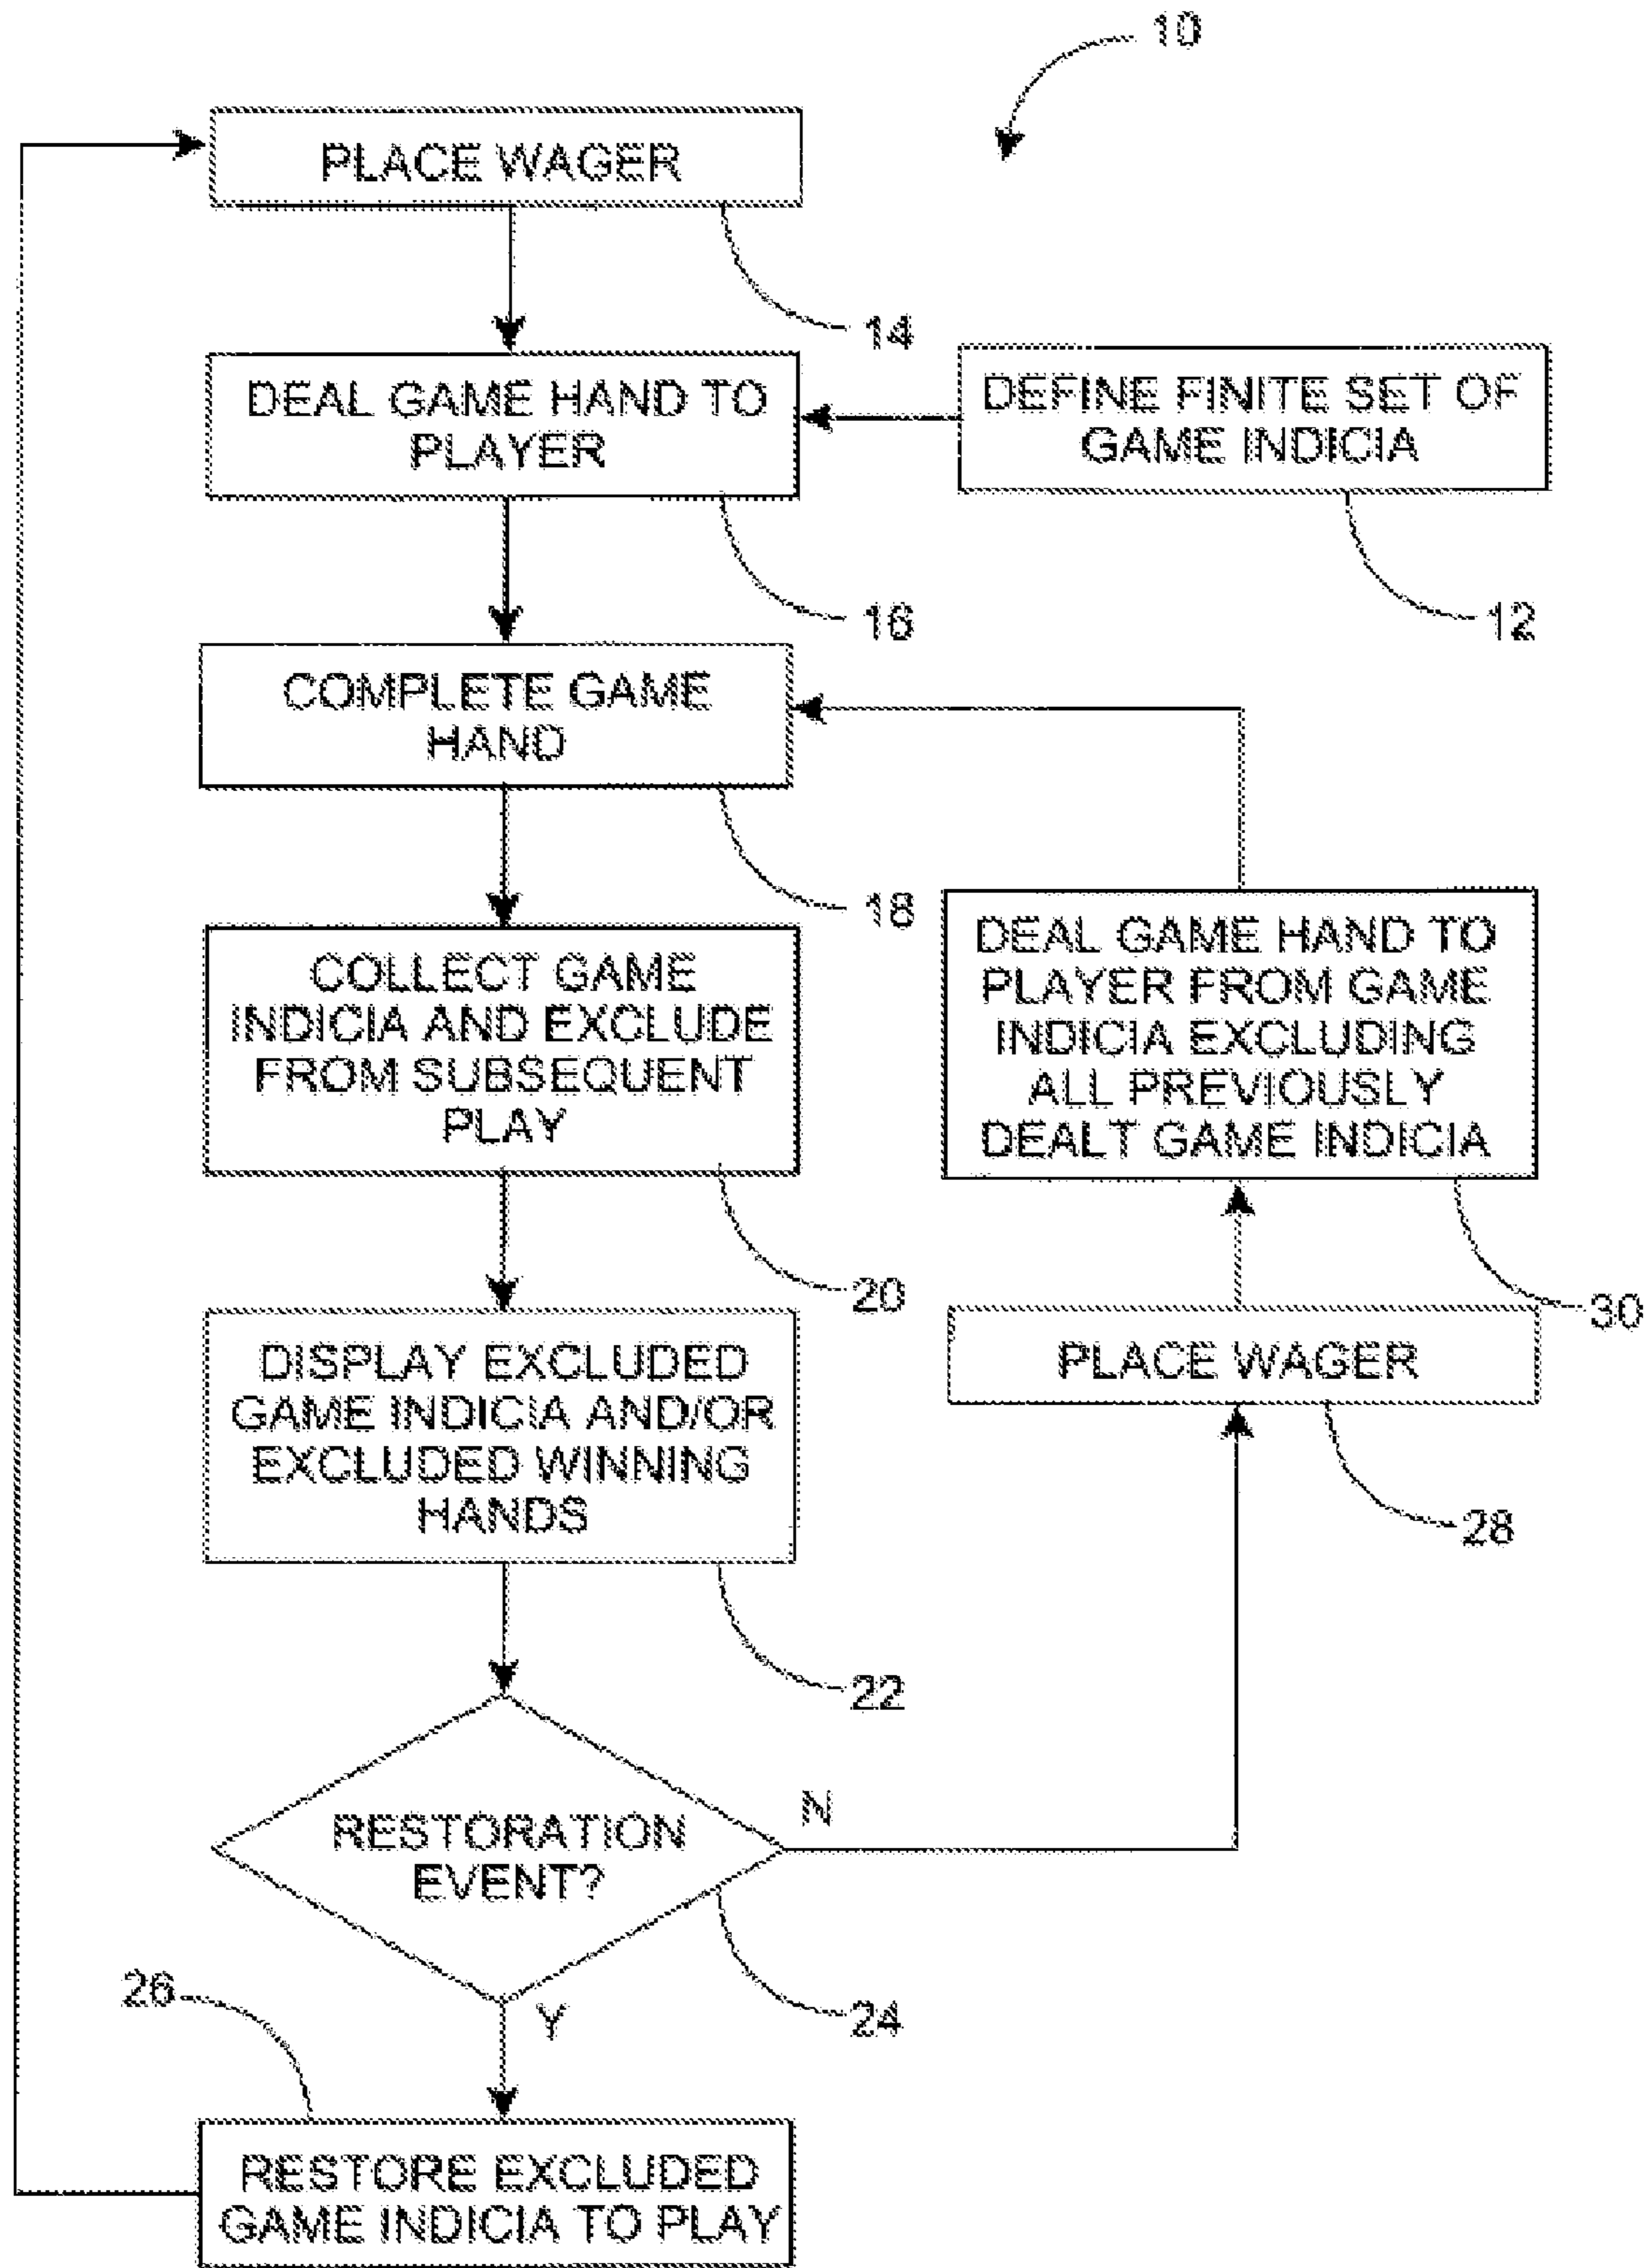 10
PLACE WAGER
14
DEAL GAME HAND TO
PLAYER
16
DEFINE FINITE SET OF
GAME INDICIA
12
COMPLETE GAME
HAND
18
COLLECT GAME
INDICIA AND EXCLUDE
FROM SUBSEQUENT
PLAY
20
DEAL GAME HAND TO
PLAYER FROM GAME
INDICIA EXCLUDING
ALL PREVIOUSLY
DEALT GAME INDICIA
30
DISPLAY EXCLUDED
GAME INDICIA AND/OR
EXCLUDED WINNING
HANDS
22
PLACE WAGER
28
RESTORATION
EVENT?
N
24
Y
26
RESTORE EXCLUDED
GAME INDICIA TO PLAY